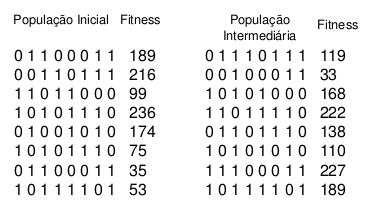 População Inicial Fitness
População Intermediária Fitness
0 1 1 0 0 0 1 1 189 0 1 1 1 0 1 1 1 119
0 0 1 1 0 1 1 1 216 0 0 1 0 0 0 1 1 33
1 1 0 1 1 0 0 0 99 1 0 1 0 1 0 0 0 168
1 0 1 0 1 1 1 0 236 1 1 0 1 1 1 1 0 222
0 1 0 0 1 0 1 0 174 0 1 1 0 1 1 1 0 138
1 0 1 0 1 1 1 0 75 1 0 1 0 1 0 1 0 110
0 1 1 0 0 0 1 1 35 1 1 1 0 0 0 1 1 227
1 0 1 1 1 1 0 1 53 1 0 1 1 1 1 0 1 189